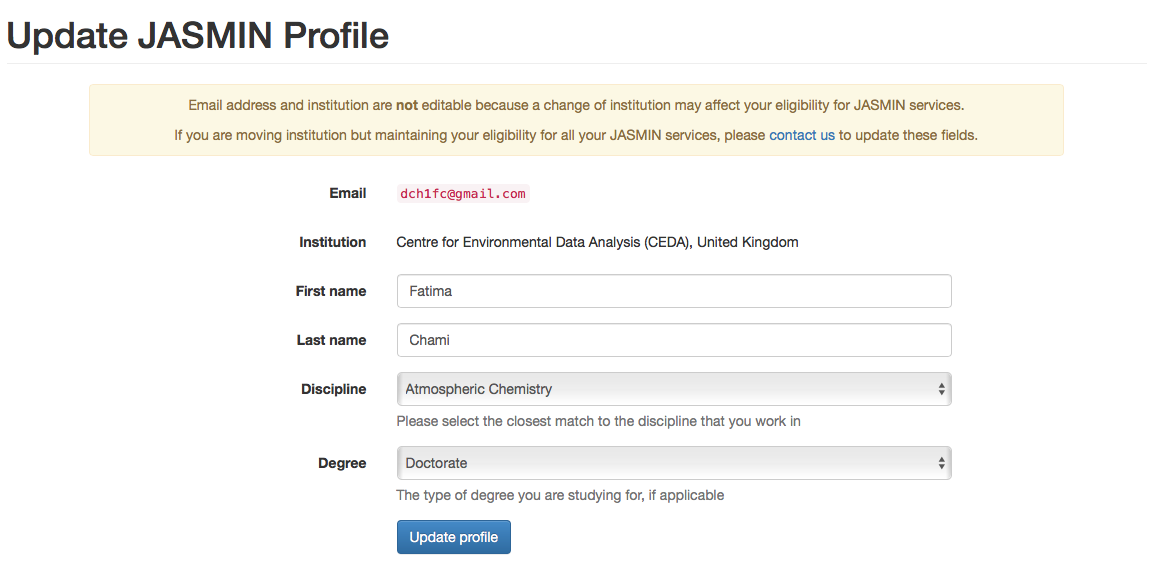 Update JASMIN Profile
Email address and institution are not editable because a change of institution may affect your eligibility for JASMIN services.
If you are moving institution but maintaining your eligibility for all your JASMIN services, please contact us to update these fields.
Email dch1fc@gmail.com
Institution Centre for Environmental Data Analysis (CEDA), United Kingdom
First name Fatima
Last name Chami
Discipline Atmospheric Chemistry
Please select the closest match to the discipline that you work in
Degree Doctorate
The type of degree you are studying for, if applicable
Update profile